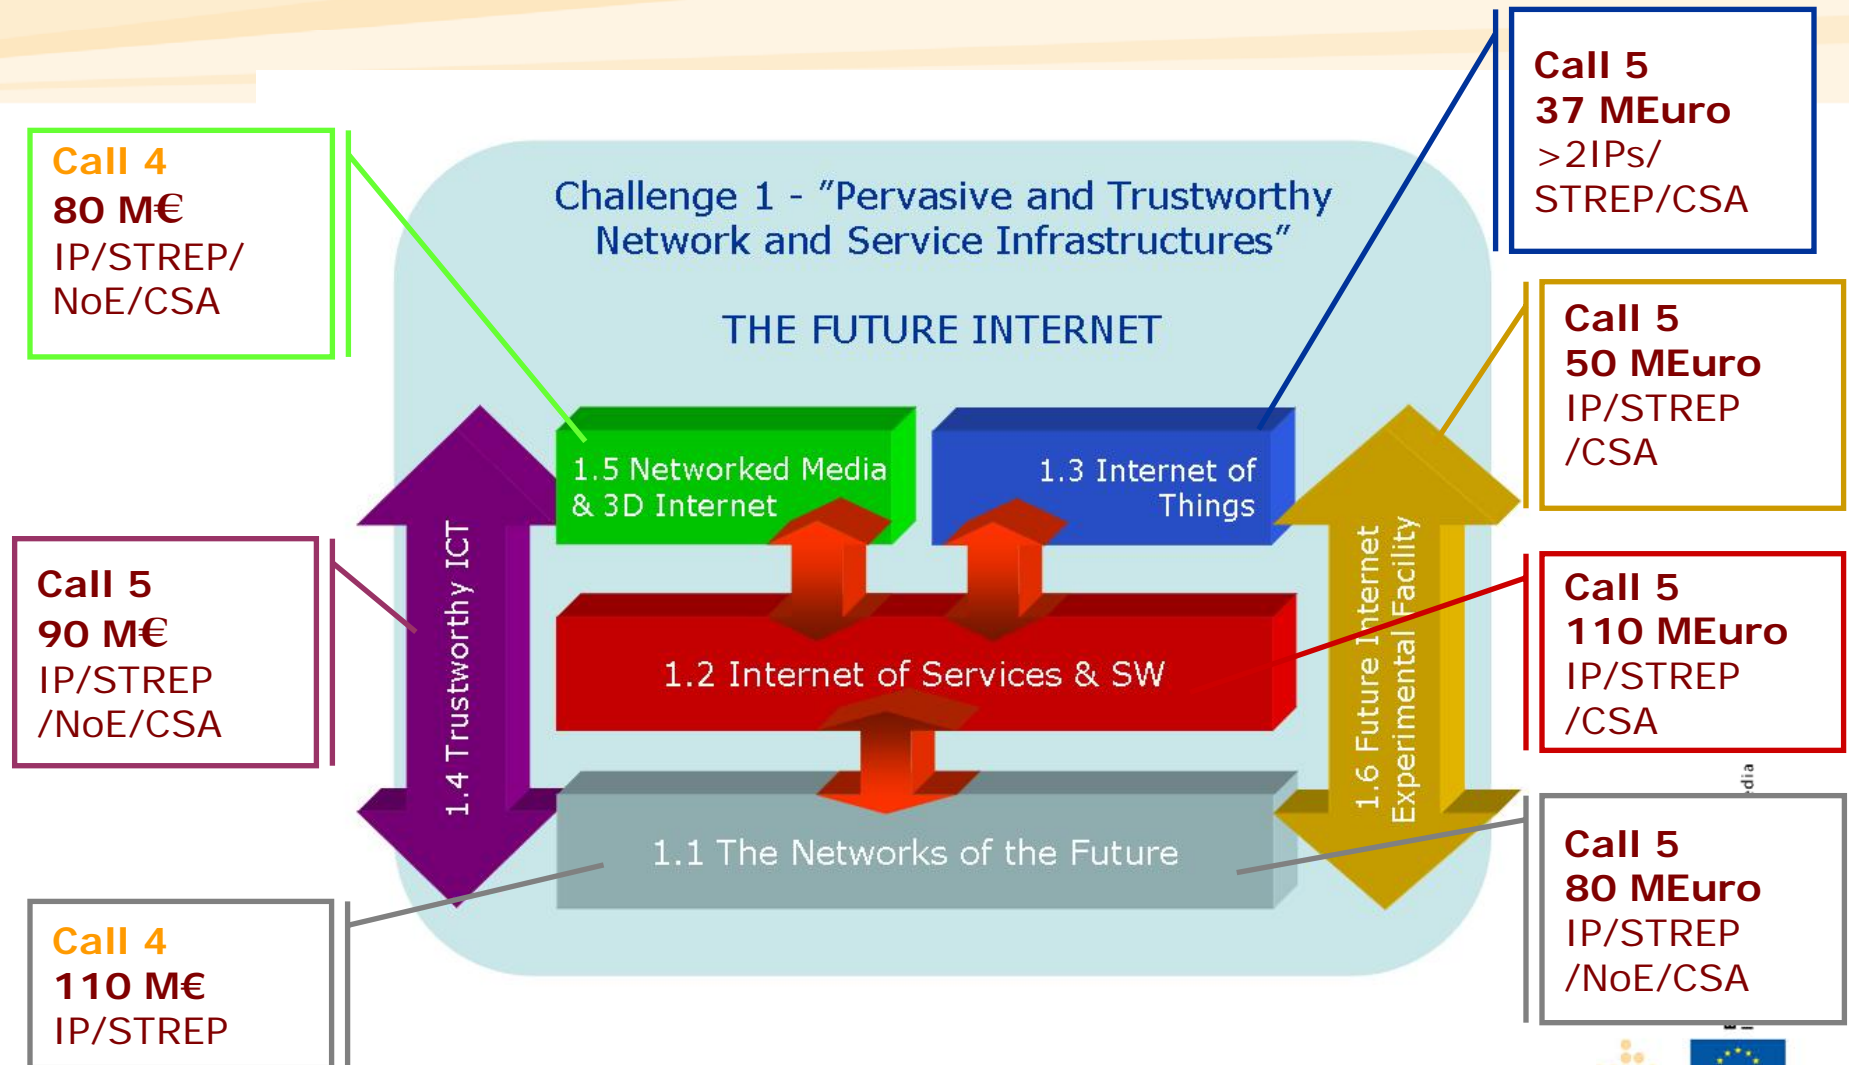 Call 5
37 MEuro
>2IPs/
STREP/CSA
Call 4
80 M€
IP/STREP/
NoE/CSA
Challenge 1 - "Pervasive and Trustworthy
Network and Service Infrastructures"
THE FUTURE INTERNET
Call 5
50 MEuro
IP/STREP
/CSA
1.5 Networked Media
& 3D Internet
1.3 Internet of
Things
1.4 Trustworthy ICT
1.6 Future Internet
Experimental Facility
Call 5
90 M€
IP/STREP
/NoE/CSA
1.2 Internet of Services & SW
Call 5
110 MEuro
IP/STREP
/CSA
1.1 The Networks of the Future
Call 5
80 MEuro
IP/STREP
/NoE/CSA
Call 4
110 M€
IP/STREP